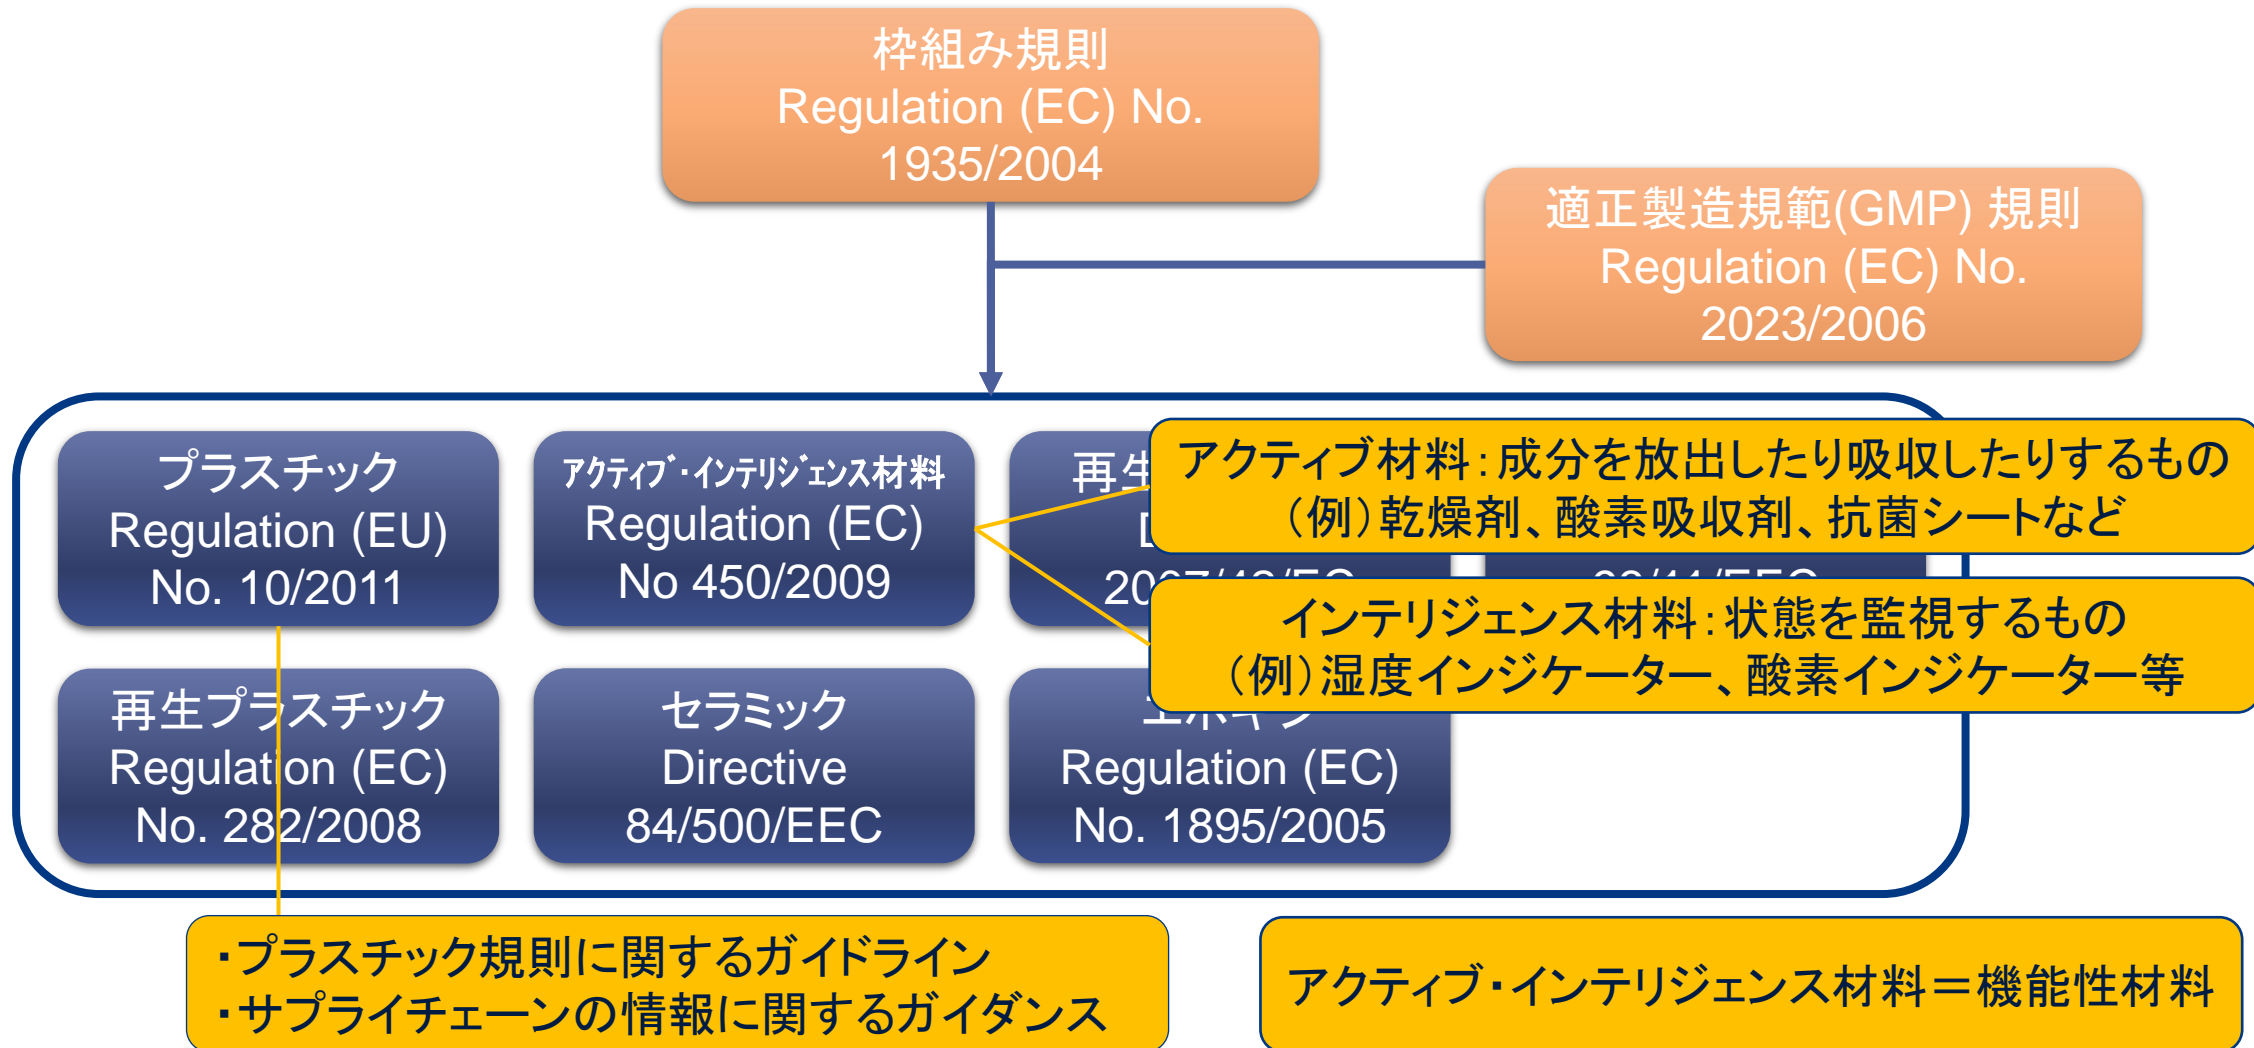 枠組み規則
Regulation (EC) No.
1935/2004
適正製造規範(GMP) 規則
Regulation (EC) No.
2023/2006
プラスチック
Regulation (EU)
No. 10/2011
アクティブ・インテリジェンス材料
Regulation (EC)
No 450/2009
再生
アクティブ材料：成分を放出したり吸収したりするもの
（例）乾燥剤、酸素吸収剤、抗菌シートなど
インテリジェンス材料：状態を監視するもの
（例）湿度インジケーター、酸素インジケーター等
再生プラスチック
Regulation (EC)
No. 282/2008
セラミック
Directive
84/500/EEC
Regulation (EC)
No. 1895/2005
・プラスチック規則に関するガイドライン
・サプライチェーンの情報に関するガイダンス
アクティブ・インテリジェンス材料＝機能性材料